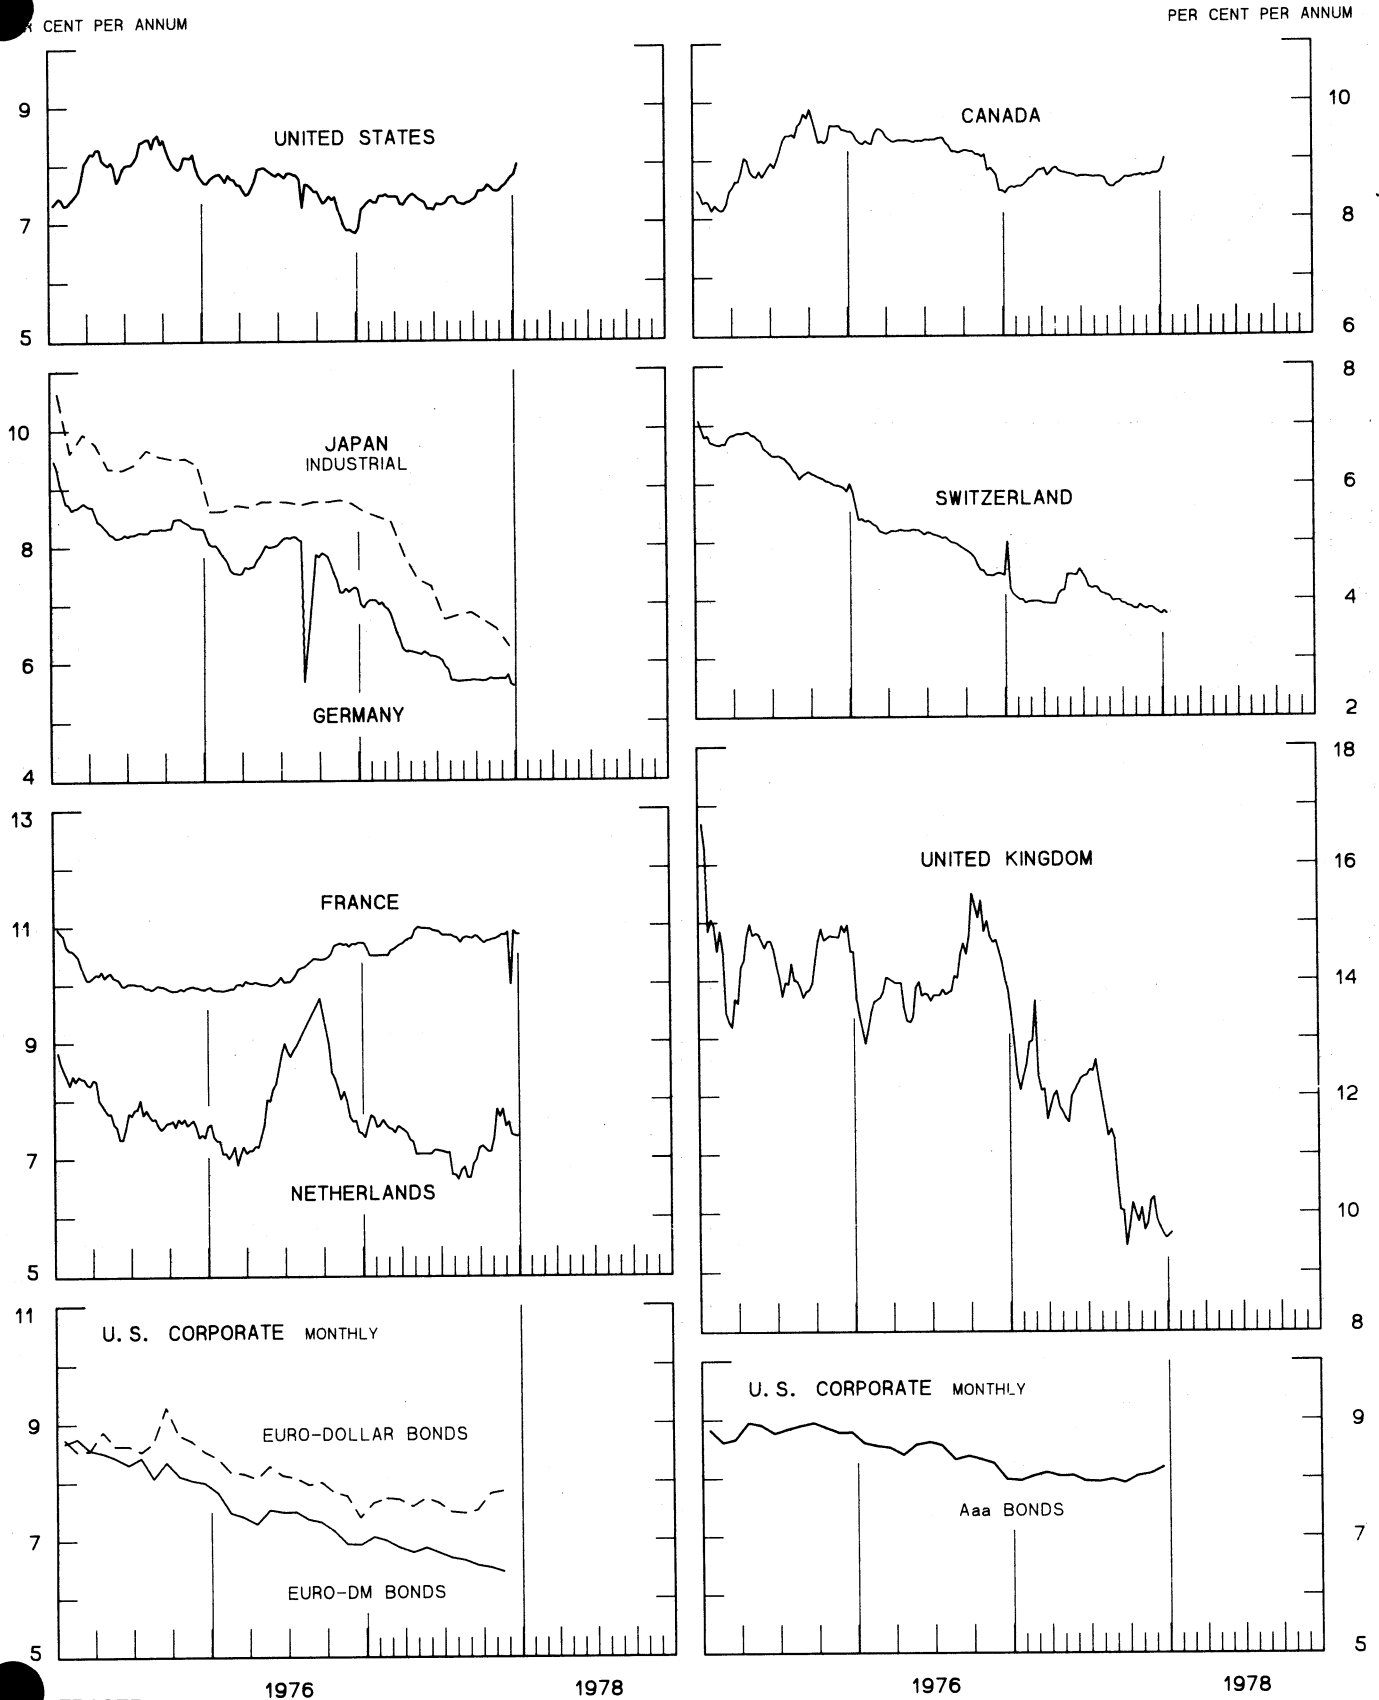 CENT PER ANNUM
PER CENT PER ANNUM
9
7
5
UNITED STATES
10
8
6
CANADA
10
8
6
4
JAPAN
INDUSTRIAL
GERMANY
8
6
4
2
SWITZERLAND
13
11
9
7
5
FRANCE
NETHERLANDS
18
16
14
12
10
8
UNITED KINGDOM
11
9
7
5
U.S. CORPORATE MONTHLY
EURO-DOLLAR BONDS
EURO-DM BONDS
1976
1978
U.S. CORPORATE MONTHLY
Aaa BONDS
9
7
5
1976
1978